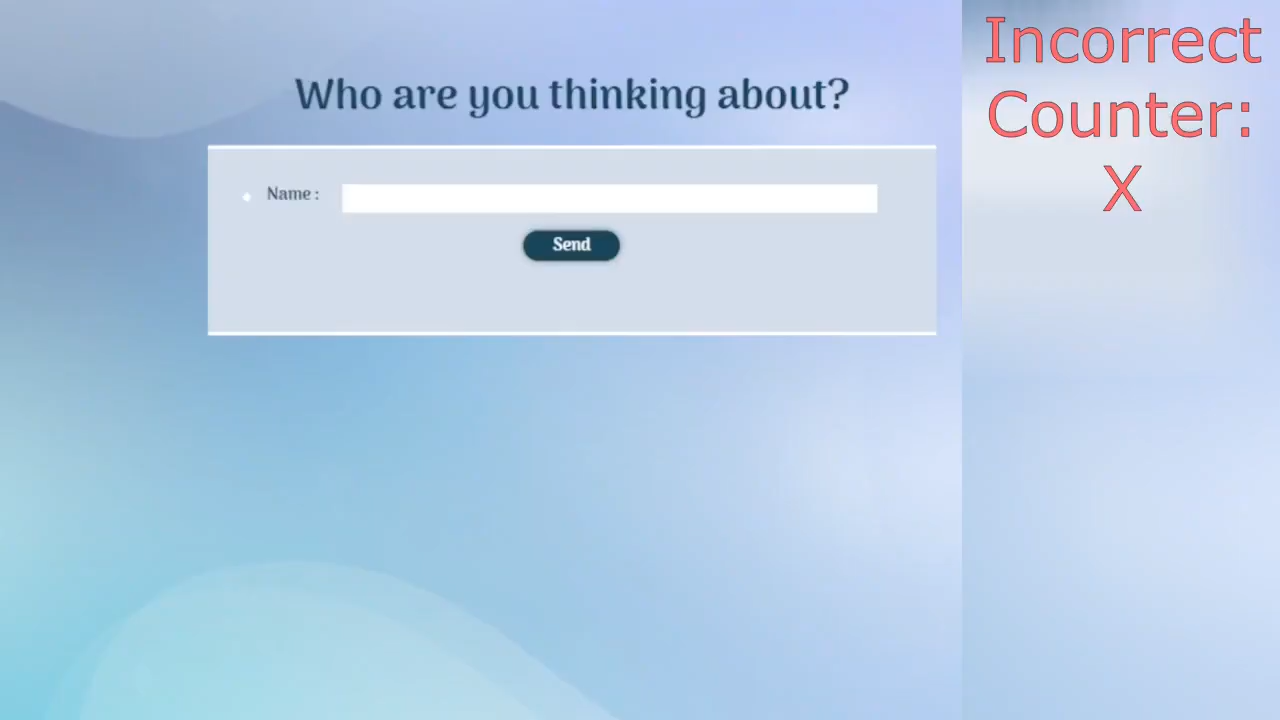 Who are you thinking about?
Name :
Send
Incorrect
Counter:
X